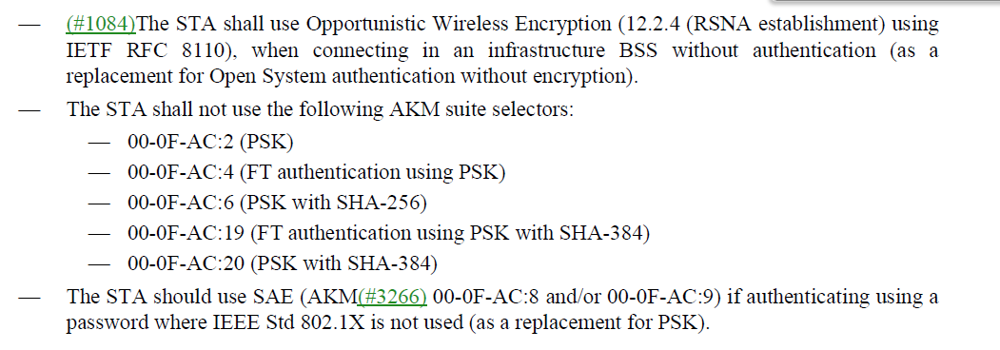 — (#1084)The STA shall use Opportunistic Wireless Encryption (12.2.4 (RSNA establishment) using
IETF RFC 8110), when connecting in an infrastructure BSS without authentication (as a
replacement for Open System authentication without encryption).
— The STA shall not use the following AKM suite selectors:
— 00-0F-AC:2 (PSK)
— 00-0F-AC:4 (FT authentication using PSK)
— 00-0F-AC:6 (PSK with SHA-256)
— 00-0F-AC:19 (FT authentication using PSK with SHA-384)
— 00-0F-AC:20 (PSK with SHA-384)
— The STA should use SAE (AKM(#3266) 00-0F-AC:8 and/or 00-0F-AC:9) if authenticating using a
password where IEEE Std 802.1X is not used (as a replacement for PSK).